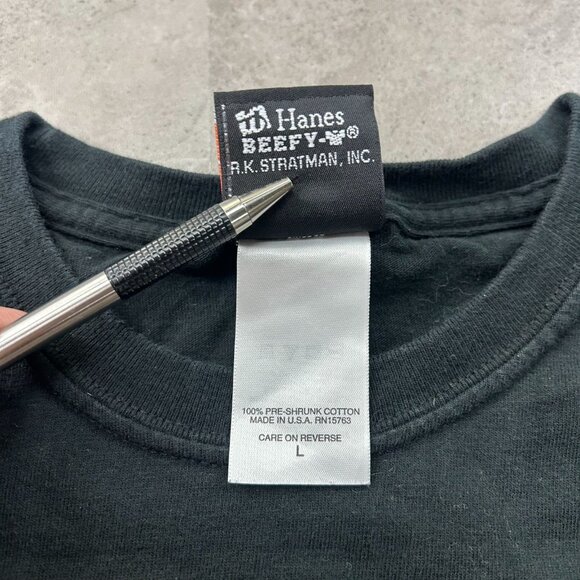 Hanes
BEEFY-®
R.K. STRATMAN, INC.
100% PRE-SHRUNK COTTON
MADE IN U.S.A. RN15763
CARE ON REVERSE
L